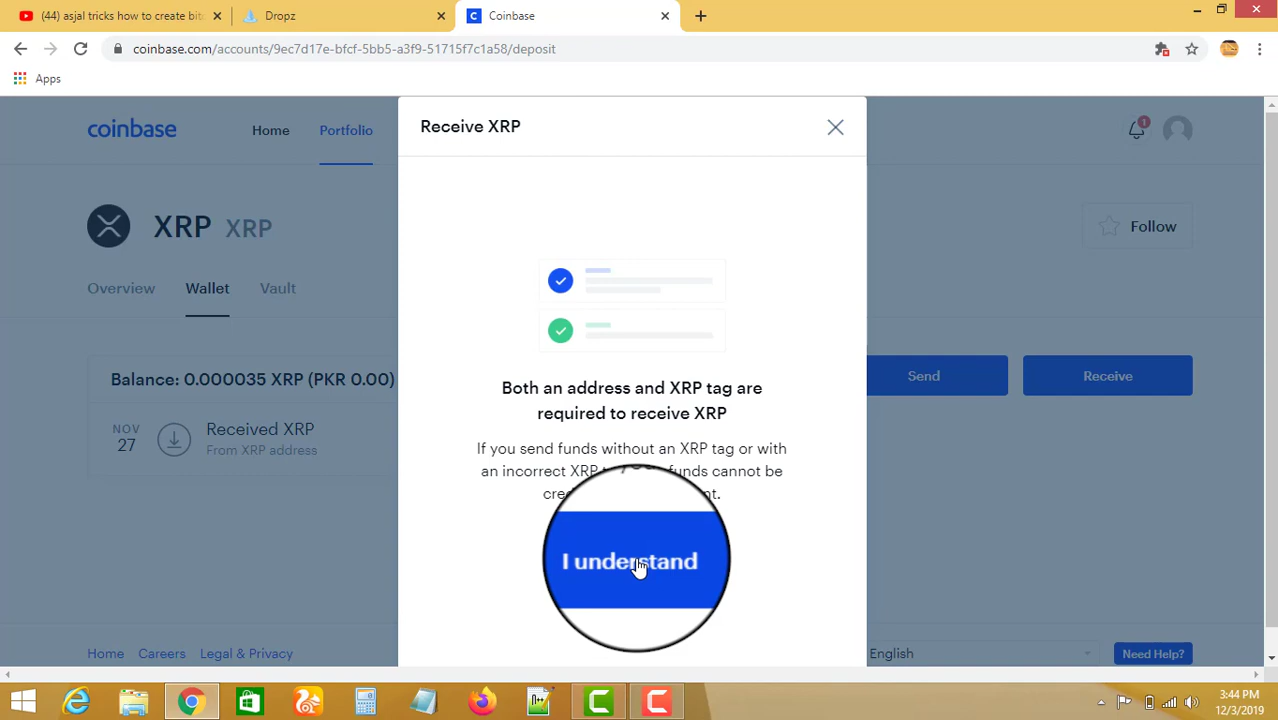 (44) asjal tricks how to create bit
Dropz
Coinbase
coinbase.com/accounts/9ec7d17e-bfcf-5bb5-a3f9-51715f7c1a58/deposit
Apps
coinbase
Home
Portfolio
Receive XRP
1
XRP XRP
Follow
Overview
Wallet
Vault
Balance: 0.000035 XRP (PKR 0.00)
Send
Receive
NOV
27
Received XRP
From XRP address
Both an address and XRP tag are
required to receive XRP
If you send funds without an XRP tag or with
an incorrect XRP funds cannot be
I understand
Home
Careers
Legal & Privacy
English
Need Help?
3:44 PM
12/3/2019